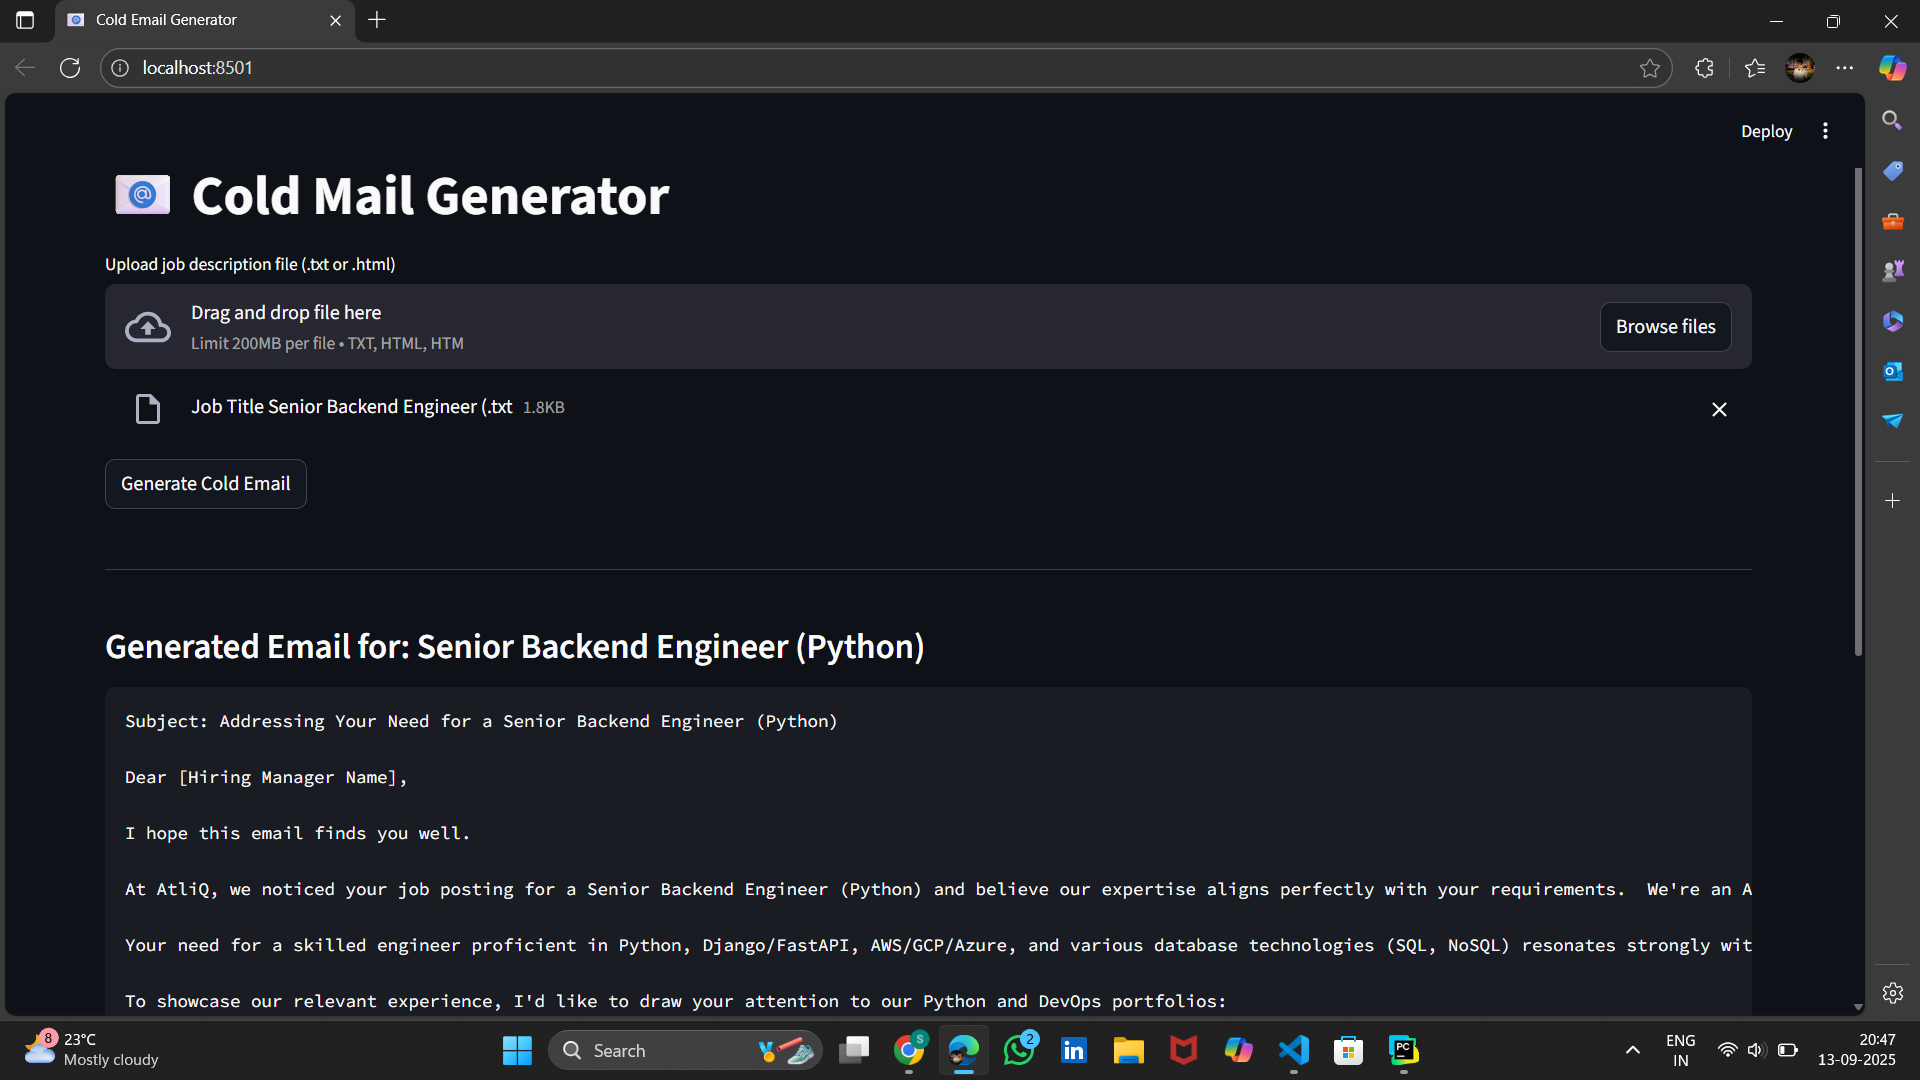 Cold Email Generator
localhost:8501
Deploy
@ Cold Mail Generator
Upload job description file (.txt or .html)
Drag and drop file here
Limit 200MB per file • TXT, HTML, HTM
Browse files
Job Title Senior Backend Engineer (.txt 1.8KB
Generate Cold Email
Generated Email for: Senior Backend Engineer (Python)
Subject: Addressing Your Need for a Senior Backend Engineer (Python)
Dear [Hiring Manager Name],
I hope this email finds you well.
At AtliQ, we noticed your job posting for a Senior Backend Engineer (Python) and believe our expertise aligns perfectly with your requirements.  We're an A
Your need for a skilled engineer proficient in Python, Django/FastAPI, AWS/GCP/Azure, and various database technologies (SQL, NoSQL) resonates strongly wit
To showcase our relevant experience, I'd like to draw your attention to our Python and DevOps portfolios:
8
23°C
Mostly cloudy
Search
S
2
in
PC
ENG
IN
20:47
13-09-2025